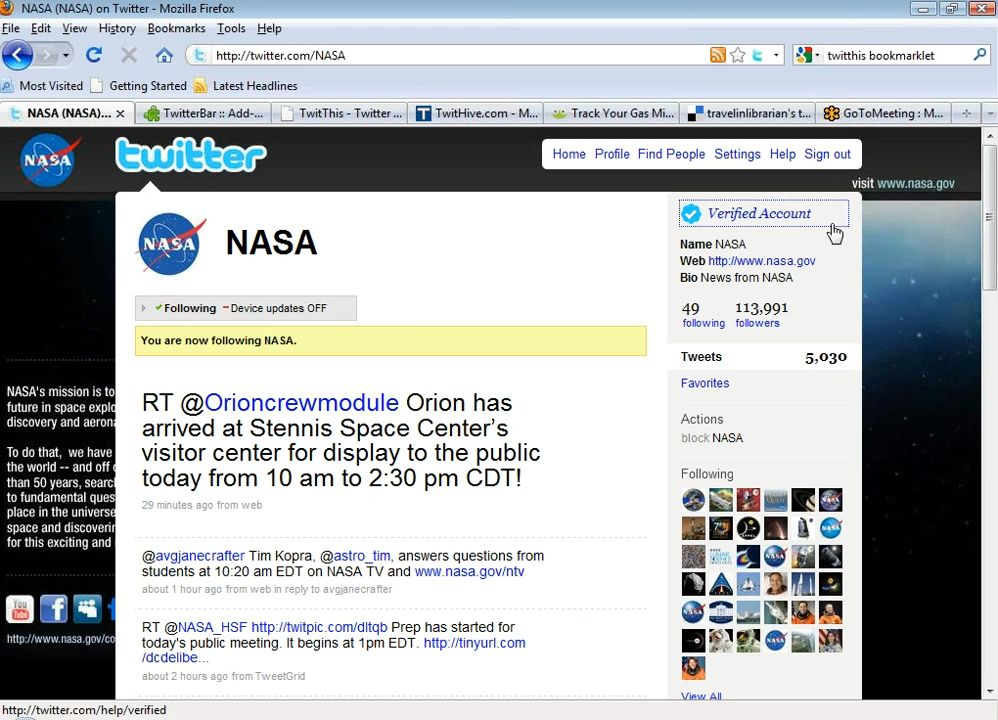 NASA (NASA) on Twitter - Mozilla Firefox
File Edit View History Bookmarks Tools Help
http://twitter.com/NASA
twitthis bookmarklet
Most Visited Getting Started Latest Headlines
NASA (NASA)... TwitterBar :: Add-... TwitThis - Twitter ... TwitHive.com - M... Track Your Gas Mi... travelinlibrarian's t... GoToMeeting : M...
NASA
twitter
Home Profile Find People Settings Help Sign out
visit www.nasa.gov
NASA
NASA
Verified Account
Name NASA
Web http://www.nasa.gov
Bio News from NASA
49 following
113,991 followers
Following Device updates OFF
You are now following NASA.
Tweets 5,030
Favorites
Actions
block NASA
Following
View All
RT @Orioncrewmodule Orion has
arrived at Stennis Space Center's
visitor center for display to the public
today from 10 am to 2:30 pm CDT!
29 minutes ago from web
@avgjanecrafter Tim Kopra, @astro_tim, answers questions from
students at 10:20 am EDT on NASA TV and www.nasa.gov/ntv
about 1 hour ago from web in reply to avgjanecrafter
RT @NASA_HSF http://twitpic.com/dltqb Prep has started for
today's public meeting. It begins at 1pm EDT. http://tinyurl.com
/dcdelibe...
about 2 hours ago from TweetGrid
NASA's mission is to
future in space explo
discovery and aerona
To do that, we have
the world -- and off
than 50 years, searc
to fundamental ques
place in the universe
space and discoverin
for this exciting and
You
Tube
http://www.nasa.gov/co
http://twitter.com/help/verified